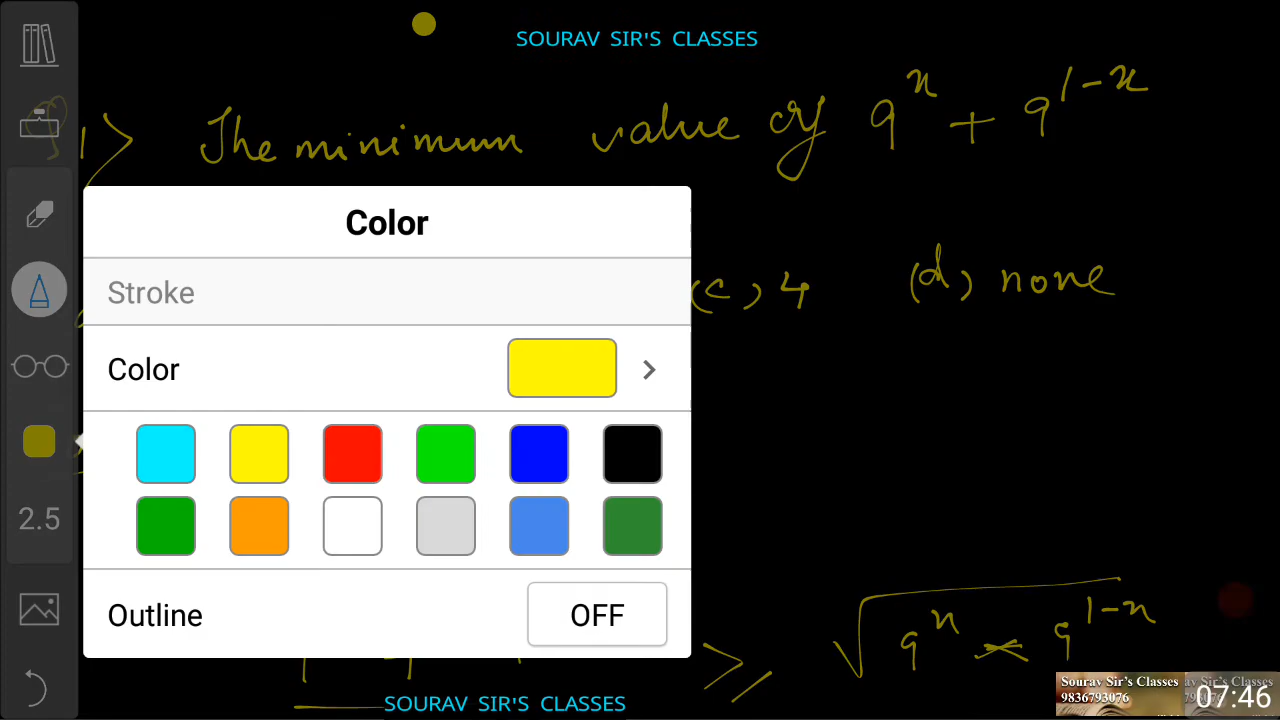 SOURAV SIR'S CLASSES
1> The minimum value of 9^x + 9^(1-x)
(c) 4 (d) none
Color
Stroke
Color
2.5
Outline OFF
≥ √(9^x × 9^(1-x))
SOURAV SIR'S CLASSES
Sourav Sir's Classes
9836793076
07:46